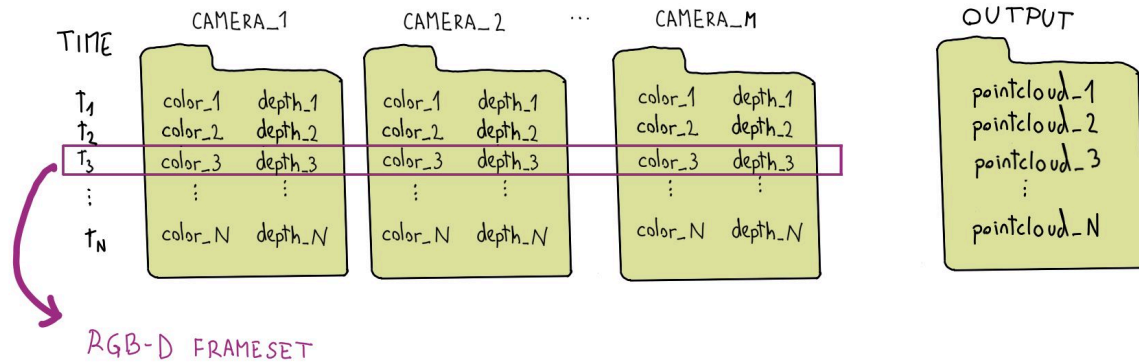 CAMERA_1 CAMERA_2 ... CAMERA_M OUTPUT
TIME
t1 color_1 depth_1 color_1 depth_1 color_1 depth_1 pointcloud_1
t2 color_2 depth_2 color_2 depth_2 color_2 depth_2 pointcloud_2
t3 color_3 depth_3 color_3 depth_3 color_3 depth_3 pointcloud_3
⋮ ⋮ ⋮ ⋮ ⋮ ⋮ ⋮ ⋮
tN color_N depth_N color_N depth_N color_N depth_N pointcloud_N
RGB-D FRAMESET